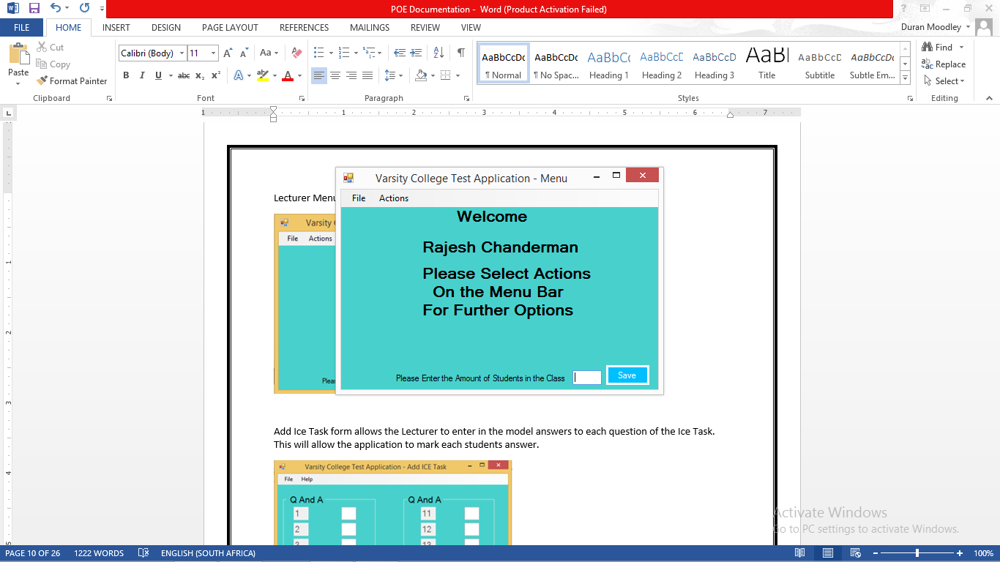 POE Documentation - Word (Product Activation Failed)
FILE HOME INSERT DESIGN PAGE LAYOUT REFERENCES MAILINGS REVIEW VIEW Duran Moodley
Paste
Cut
Copy
Format Painter
Clipboard
Calibri (Body) 11
Font
Paragraph
AaBbCcDc AaBbCcDc AaBbCc AaBbCcD AaBbCcD AaBl AaBbCcD AaBbCcDc
¶ Normal ¶ No Spac... Heading 1 Heading 2 Heading 3 Title Subtitle Subtle Em...
Styles
Find
Replace
Select
Editing
1 1 2 3 4 5 6 7
Lecturer Menu
Varsity
File Actions
Varsity College Test Application - Menu
File Actions
Welcome
Rajesh Chanderman
Please Select Actions
On the Menu Bar
For Further Options
Please Enter the Amount of Students in the Class
Save
Add Ice Task form allows the Lecturer to enter in the model answers to each question of the Ice Task.
This will allow the application to mark each students answer.
Varsity College Test Application - Add ICE Task
File Help
Q And A Q And A
1 11
2 12
3 13
1
2
3
4
5
Activate Windows
Go to PC settings to activate Windows.
PAGE 10 OF 26 1222 WORDS ENGLISH (SOUTH AFRICA) 100%